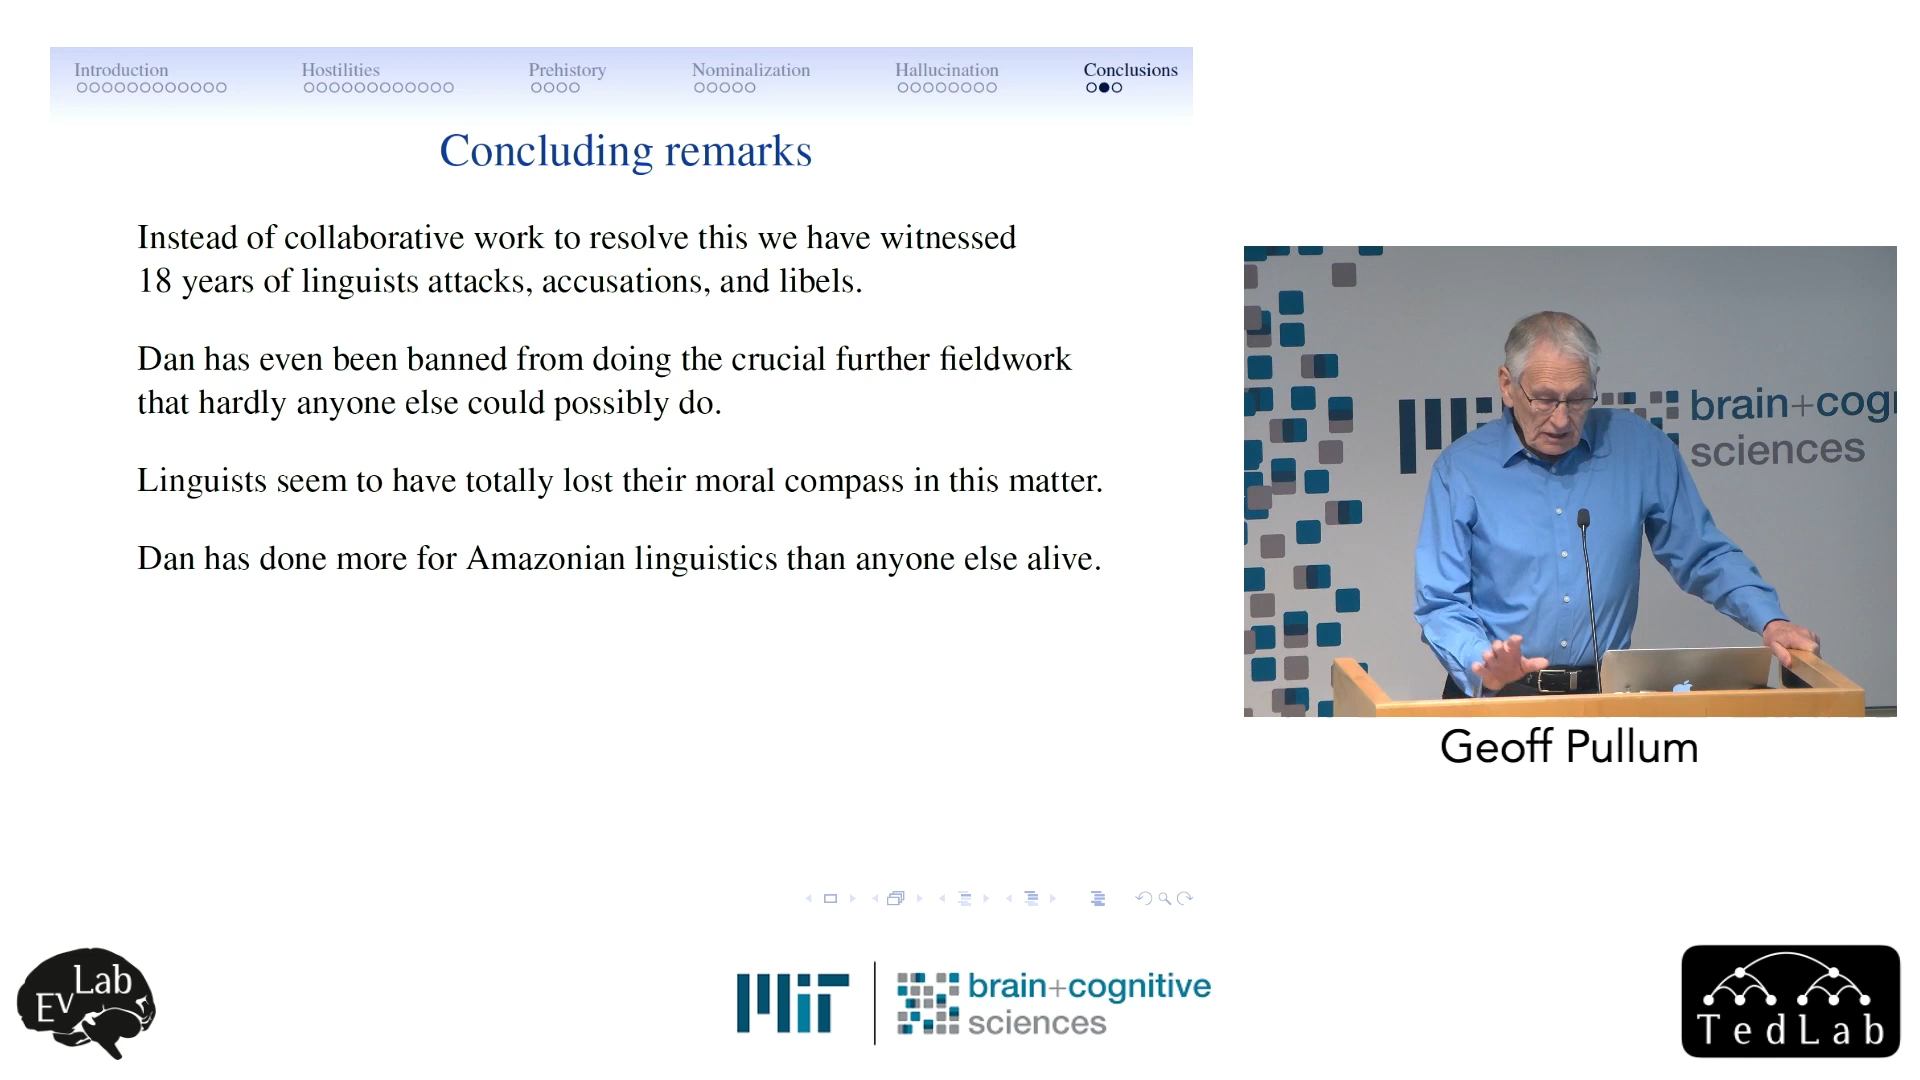 Introduction
Hostilities
Prehistory
Nominalization
Hallucination
Conclusions
Concluding remarks
Instead of collaborative work to resolve this we have witnessed
18 years of linguists attacks, accusations, and libels.
Dan has even been banned from doing the crucial further fieldwork
that hardly anyone else could possibly do.
Linguists seem to have totally lost their moral compass in this matter.
Dan has done more for Amazonian linguistics than anyone else alive.
brain+cog
sciences
Geoff Pullum
EvLab
MIT
brain+cognitive
sciences
TedLab